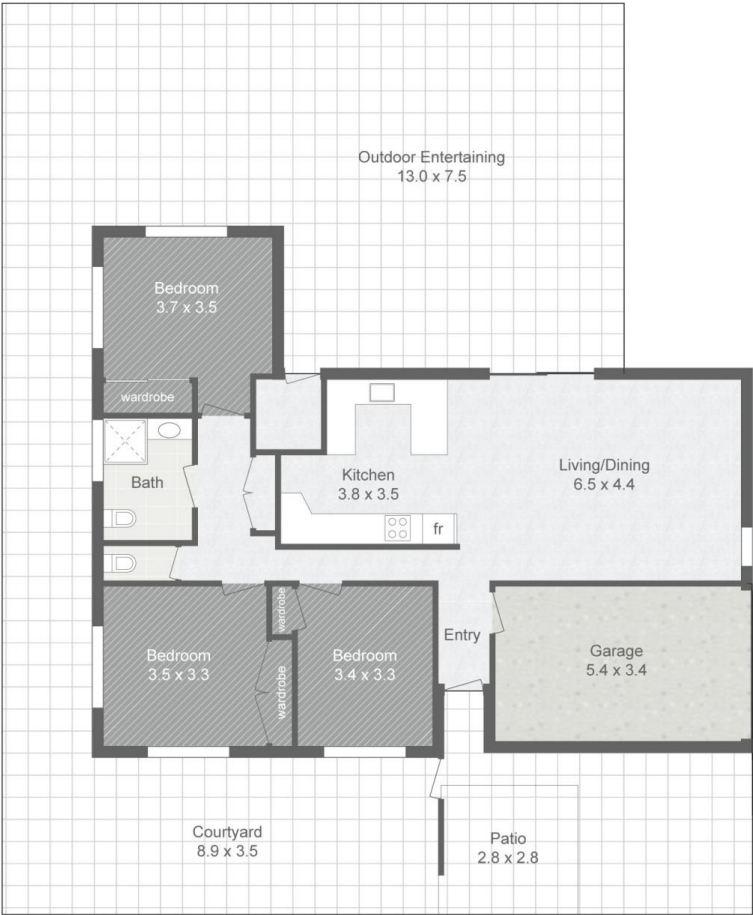 Outdoor Entertaining
13.0 x 7.5
Bedroom
3.7 x 3.5
wardrobe
Bath
Kitchen
3.8 x 3.5
fr
Living/Dining
6.5 x 4.4
Bedroom
3.5 x 3.3
wardrobe
wardrobe
Bedroom
3.4 x 3.3
Entry
Garage
5.4 x 3.4
Courtyard
8.9 x 3.5
Patio
2.8 x 2.8